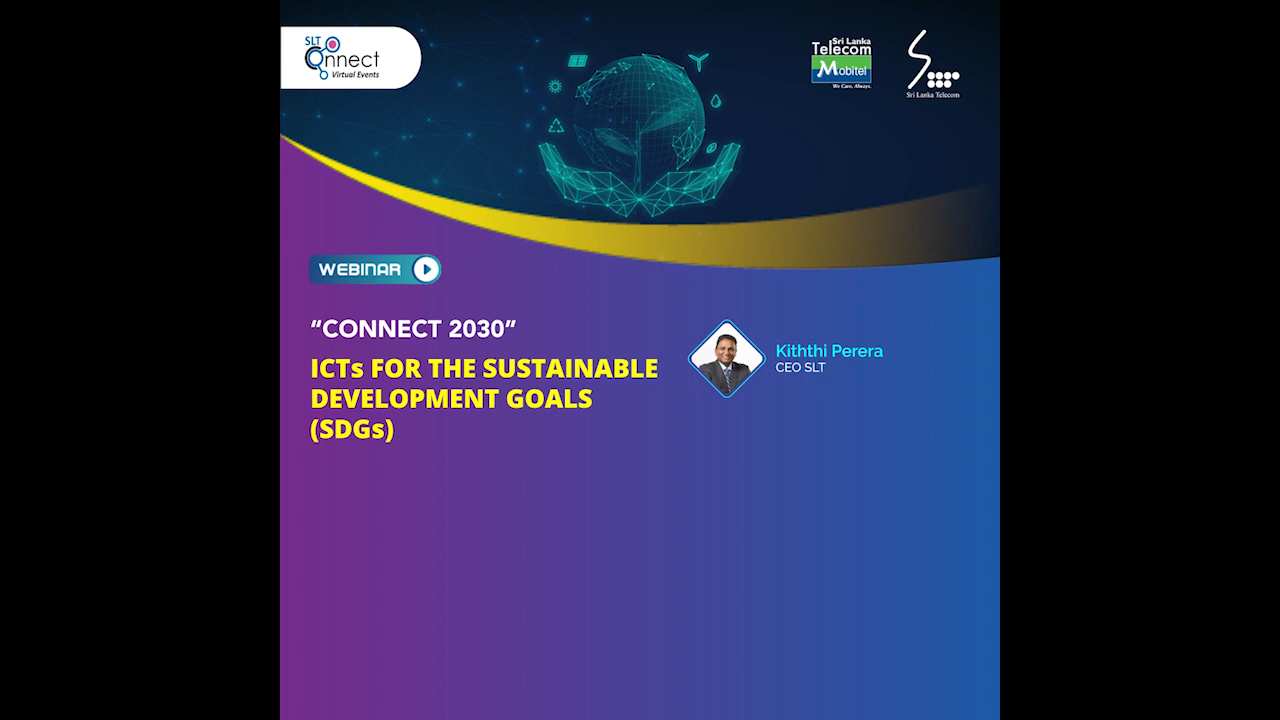 SLT
Connect
Virtual Events
Sri Lanka
Telecom
Mobitel
We Care. Always.
Sri Lanka Telecom
WEBINAR
“CONNECT 2030”
ICTs FOR THE SUSTAINABLE
DEVELOPMENT GOALS
(SDGs)
Kiththi Perera
CEO SLT